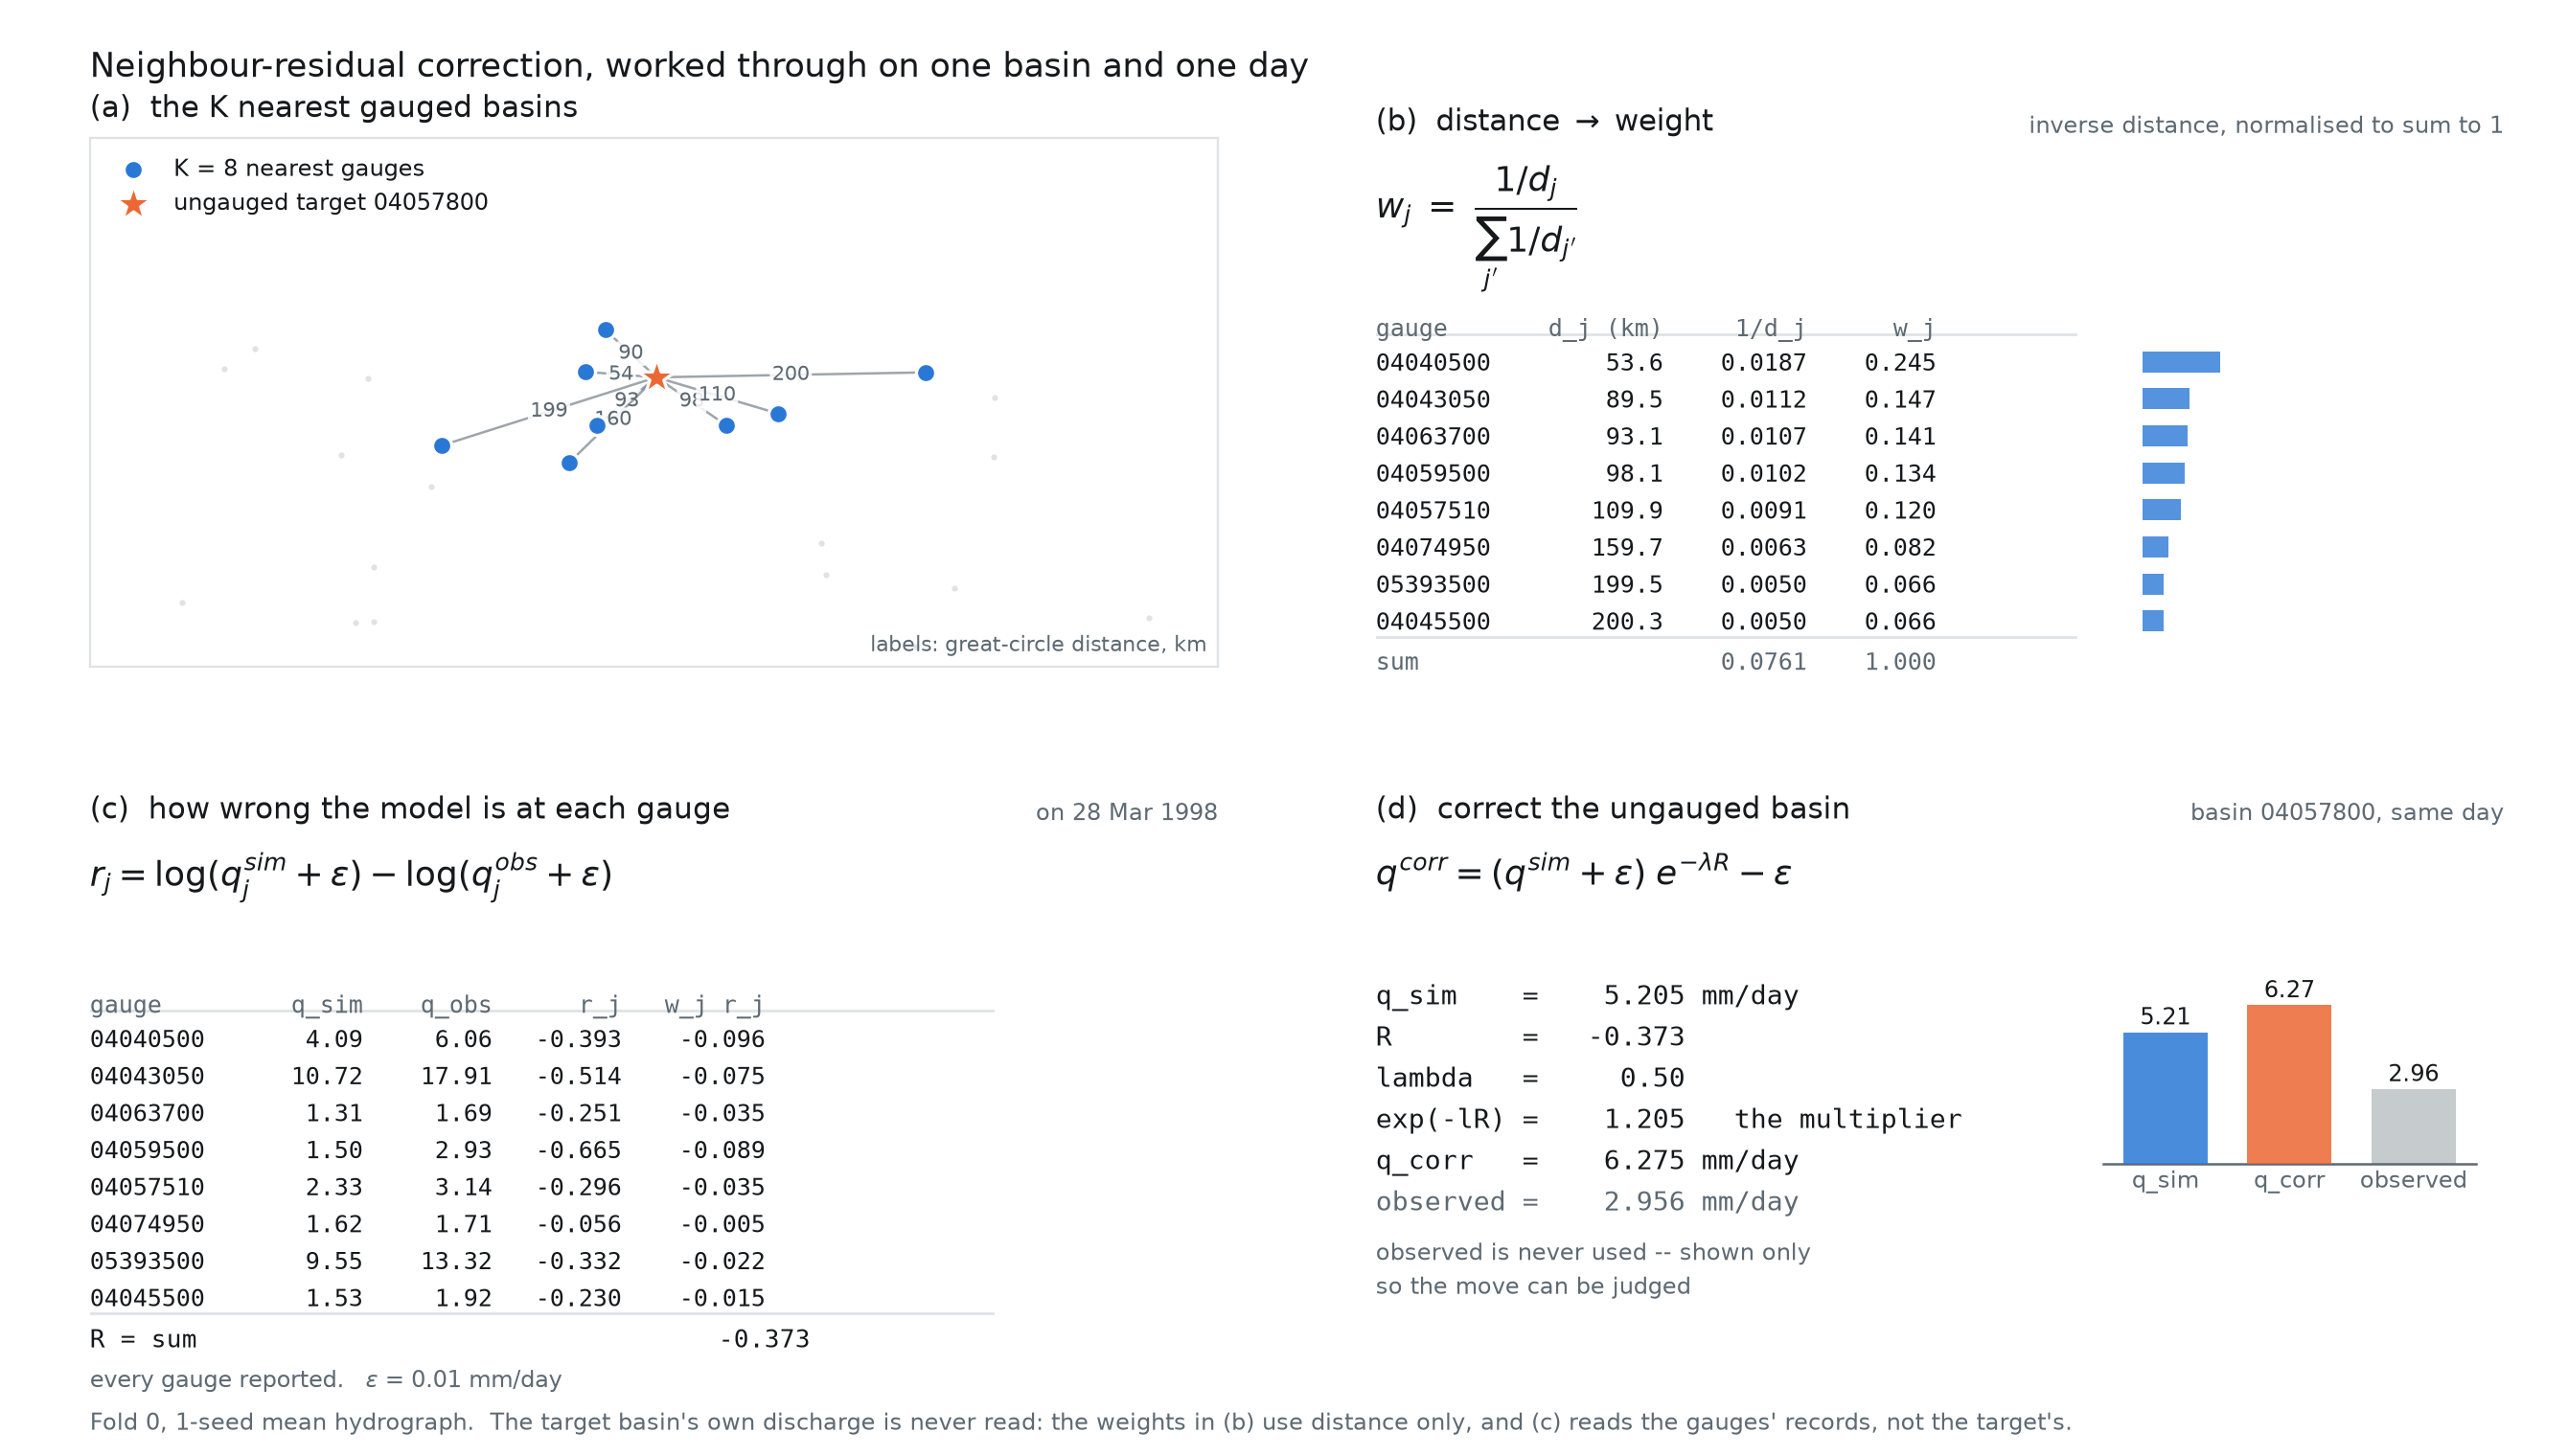 Neighbour-residual correction, worked through on one basin and one day
(a) the K nearest gauged basins
K = 8 nearest gauges
ungauged target 04057800
90
54
200
199
93
98
110
160
labels: great-circle distance, km
(b) distance → weight
inverse distance, normalised to sum to 1
w_j = (1/d_j) / (∑_{j′} 1/d_{j′})
gauge d_j (km) 1/d_j w_j
04040500 53.6 0.0187 0.245
04043050 89.5 0.0112 0.147
04063700 93.1 0.0107 0.141
04059500 98.1 0.0102 0.134
04057510 109.9 0.0091 0.120
04074950 159.7 0.0063 0.082
05393500 199.5 0.0050 0.066
04045500 200.3 0.0050 0.066
sum 0.0761 1.000
(c) how wrong the model is at each gauge
on 28 Mar 1998
r_j = log(q_j^{sim} + ε) − log(q_j^{obs} + ε)
gauge q_sim q_obs r_j w_j r_j
04040500 4.09 6.06 -0.393 -0.096
04043050 10.72 17.91 -0.514 -0.075
04063700 1.31 1.69 -0.251 -0.035
04059500 1.50 2.93 -0.665 -0.089
04057510 2.33 3.14 -0.296 -0.035
04074950 1.62 1.71 -0.056 -0.005
05393500 9.55 13.32 -0.332 -0.022
04045500 1.53 1.92 -0.230 -0.015
R = sum -0.373
every gauge reported. ε = 0.01 mm/day
(d) correct the ungauged basin
basin 04057800, same day
q^{corr} = (q^{sim} + ε) e^{−λR} − ε
q_sim = 5.205 mm/day
R = -0.373
lambda = 0.50
exp(-lR) = 1.205 the multiplier
q_corr = 6.275 mm/day
observed = 2.956 mm/day
observed is never used -- shown only
so the move can be judged
5.21
6.27
2.96
q_sim
q_corr
observed
Fold 0, 1-seed mean hydrograph. The target basin's own discharge is never read: the weights in (b) use distance only, and (c) reads the gauges' records, not the target's.